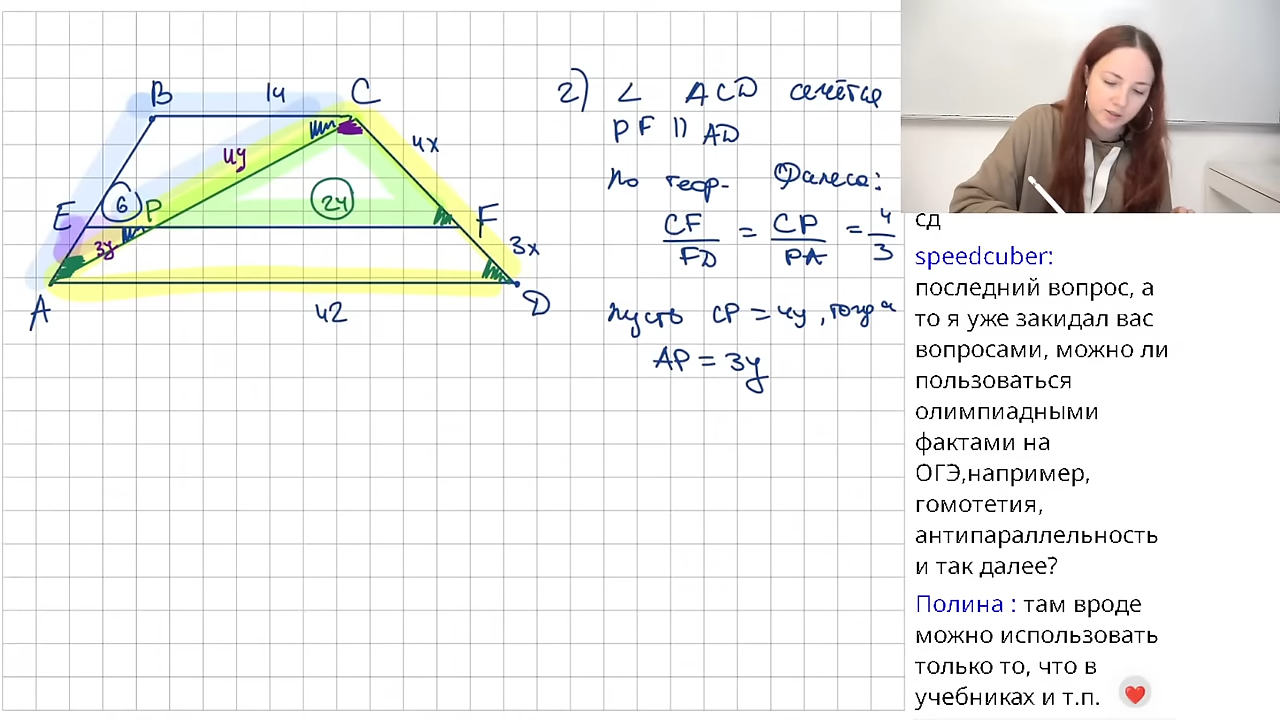 B 14 C
4x
4y
E 6 P 24 F
3y 3x
A 42 D
2) ∠ ACD сечётся
PF || AD
По теор. Фалеса:
CF/FD = CP/PA = 4/3
пусть CP = 4y, тогда
AP = 3y
сд
speedcuber:
последний вопрос, а
то я уже закидал вас
вопросами, можно ли
пользоваться
олимпиадными
фактами на
ОГЭ,например,
гомотетия,
антипараллельность
и так далее?
Полина : там вроде
можно использовать
только то, что в
учебниках и т.п.